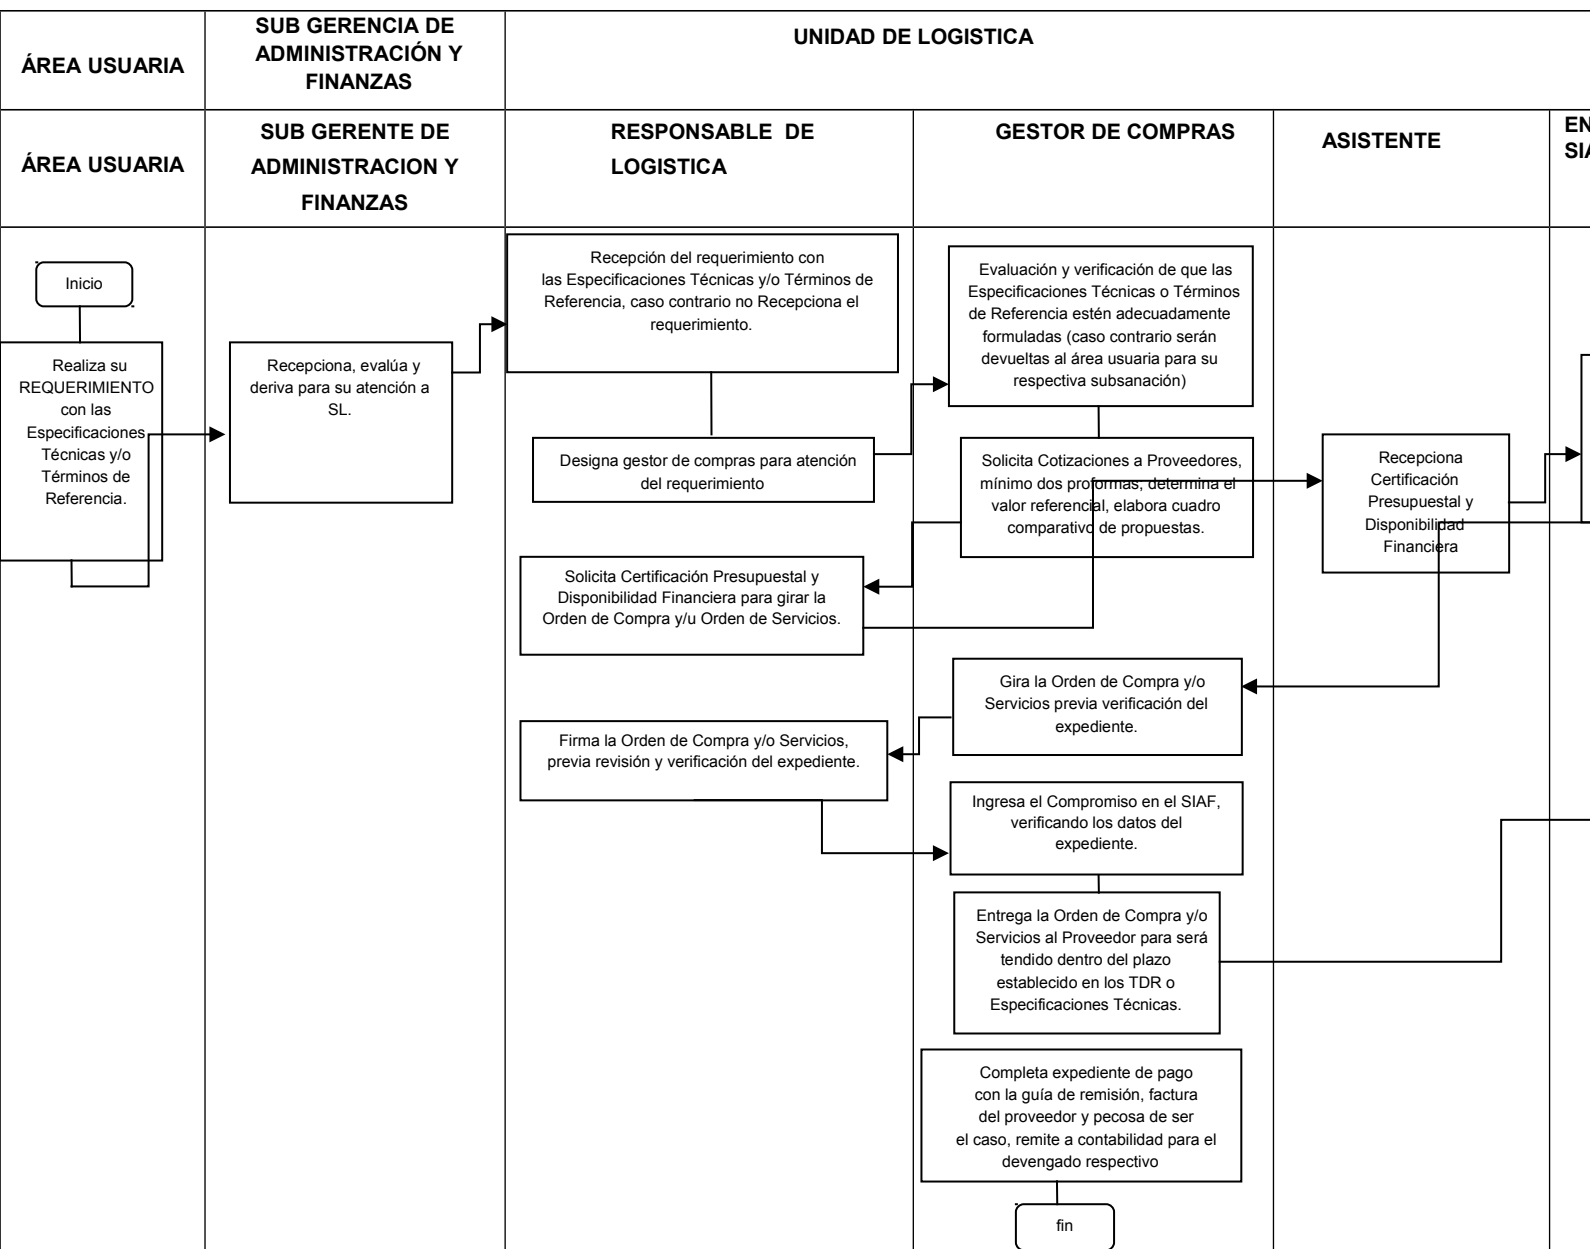 ÁREA USUARIA
SUB GERENCIA DE
ADMINISTRACIÓN Y
FINANZAS
UNIDAD DE LOGISTICA
ÁREA USUARIA
SUB GERENTE DE
ADMINISTRACION Y
FINANZAS
RESPONSABLE DE
LOGISTICA
GESTOR DE COMPRAS
ASISTENTE
Inicio
Realiza su
REQUERIMIENTO
con las
Especificaciones
Técnicas y/o
Términos de
Referencia.
Recepciona, evalúa y
deriva para su atención a
SL.
Recepción del requerimiento con
las Especificaciones Técnicas y/o Términos de
Referencia, caso contrario no Recepciona el
requerimiento.
Designa gestor de compras para atención
del requerimiento
Evaluación y verificación de que las
Especificaciones Técnicas o Términos
de Referencia estén adecuadamente
formuladas (caso contrario serán
devueltas al área usuaria para su
respectiva subsanación)
Solicita Cotizaciones a Proveedores,
mínimo dos proformas; determina el
valor referencial, elabora cuadro
comparativo de propuestas.
Solicita Certificación Presupuestal y
Disponibilidad Financiera para girar la
Orden de Compra y/u Orden de Servicios.
Recepciona
Certificación
Presupuestal y
Disponibilidad
Financiera
Gira la Orden de Compra y/o
Servicios previa verificación del
expediente.
Firma la Orden de Compra y/o Servicios,
previa revisión y verificación del expediente.
Ingresa el Compromiso en el SIAF,
verificando los datos del
expediente.
Entrega la Orden de Compra y/o
Servicios al Proveedor para será
tendido dentro del plazo
establecido en los TDR o
Especificaciones Técnicas.
Completa expediente de pago
con la guía de remisión, factura
del proveedor y pecosa de ser
el caso, remite a contabilidad para el
devengado respectivo
fin